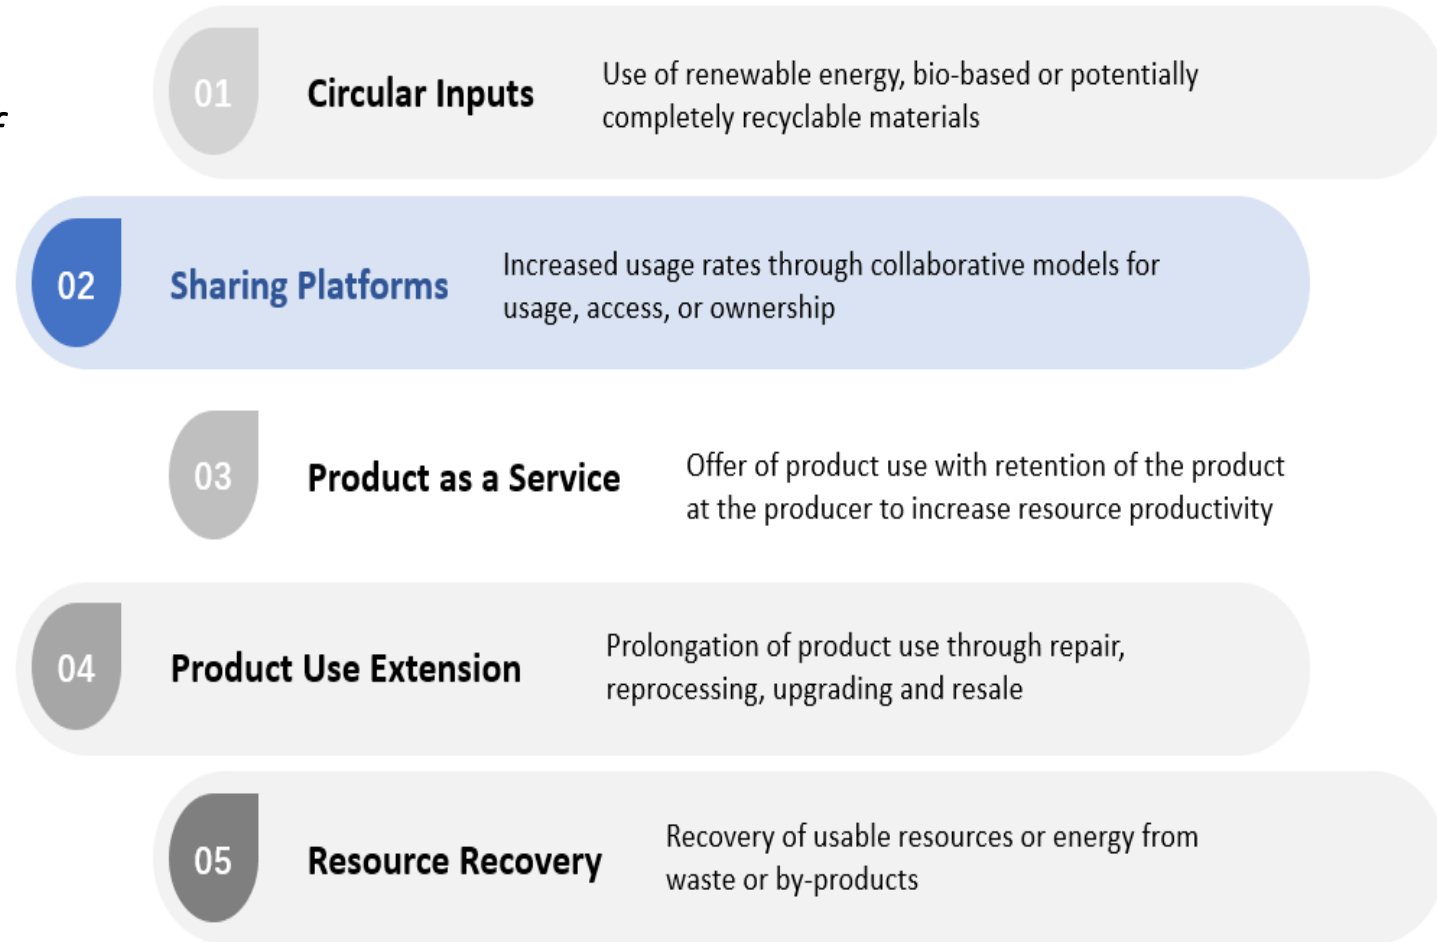 01
Circular Inputs
Use of renewable energy, bio-based or potentially
completely recyclable materials
02
Sharing Platforms
Increased usage rates through collaborative models for
usage, access, or ownership
03
Product as a Service
Offer of product use with retention of the product
at the producer to increase resource productivity
04
Product Use Extension
Prolongation of product use through repair,
reprocessing, upgrading and resale
05
Resource Recovery
Recovery of usable resources or energy from
waste or by-products